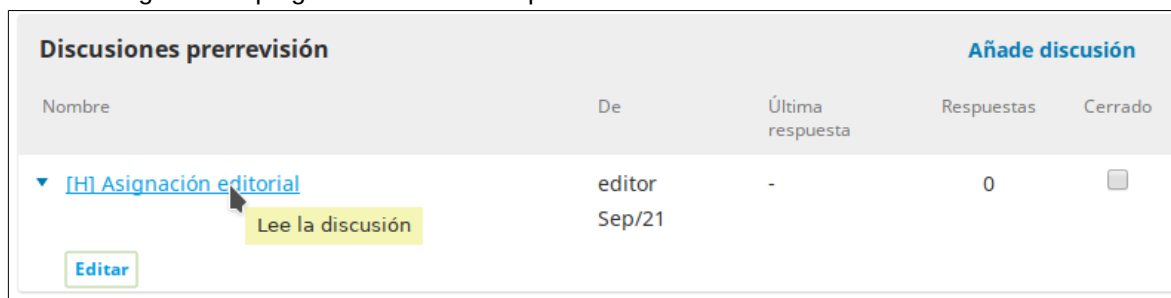 Discusiones prerrevisión
Añade discusión
Nombre
De
Última respuesta
Respuestas
Cerrado
[H] Asignación editorial
editor
Sep/21
-
0
Lee la discusión
Editar